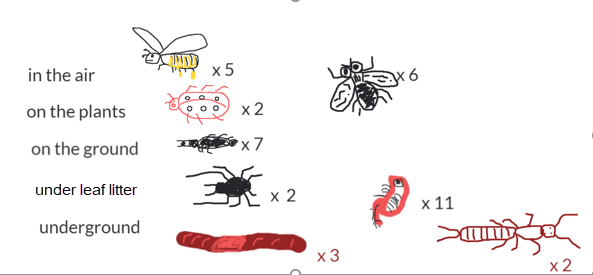 in the air x 5 x 6
on the plants x 2
on the ground x 7
under leaf litter x 2 x 11
underground x 3 x 2